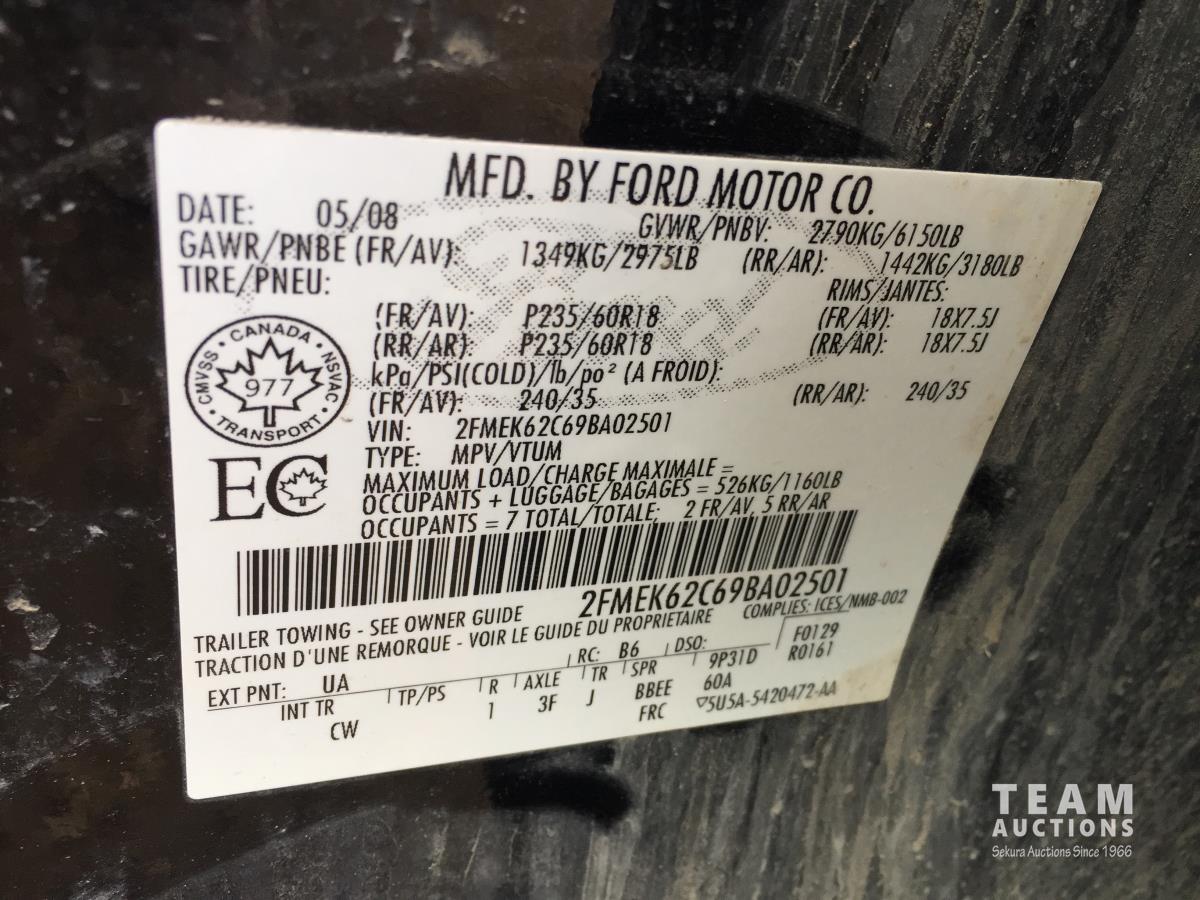 MFD. BY FORD MOTOR CO.
DATE: 05/08 GVWR/PNBV: 2790KG/6150LB
GAWR/PNBE (FR/AV): 1349KG/2975LB (RR/AR): 1442KG/3180LB
TIRE/PNEU: RIMS/JANTES:
(FR/AV): P235/60R18 (FR/AV): 18X7.5J
(RR/AR): P235/60R18 (RR/AR): 18X7.5J
kPa/PSI(COLD)/lb/po² (A FROID):
(FR/AV): 240/35 (RR/AR): 240/35
CANADA
CMVSS 977 NSVAC
TRANSPORT
VIN: 2FMEK62C69BA02501
TYPE: MPV/VTUM
EC
MAXIMUM LOAD/CHARGE MAXIMALE =
OCCUPANTS + LUGGAGE/BAGAGES = 526KG/1160LB
OCCUPANTS = 7 TOTAL/TOTALE; 2 FR/AV, 5 RR/AR
2FMEK62C69BA02501
TRAILER TOWING - SEE OWNER GUIDE COMPLIES: ICES/NMB-002
TRACTION D'UNE REMORQUE - VOIR LE GUIDE DU PROPRIETAIRE
EXT PNT: UA RC: B6 DSO: F0129
INT TR TP/PS R AXLE TR SPR 9P31D R0161
CW 1 3F J BBEE 60A
FRC 5U5A-5420472-AA
TEAM
AUCTIONS
Sekura Auctions Since 1966